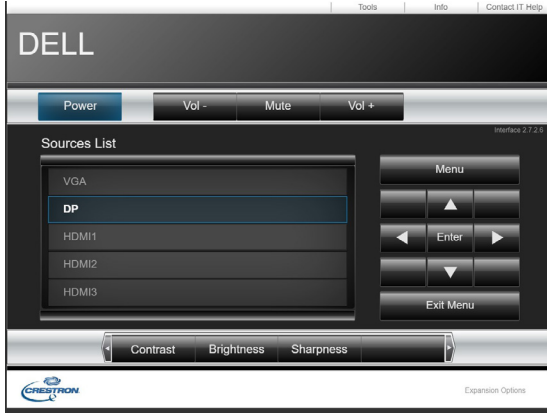 Tools Info Contact IT Help
DELL
Power Vol - Mute Vol +
Interface 2.7.2.6
Sources List
Menu
VGA
DP
HDMI1
Enter
HDMI2
HDMI3
Exit Menu
Contrast Brightness Sharpness
CRESTRON
Expansion Options